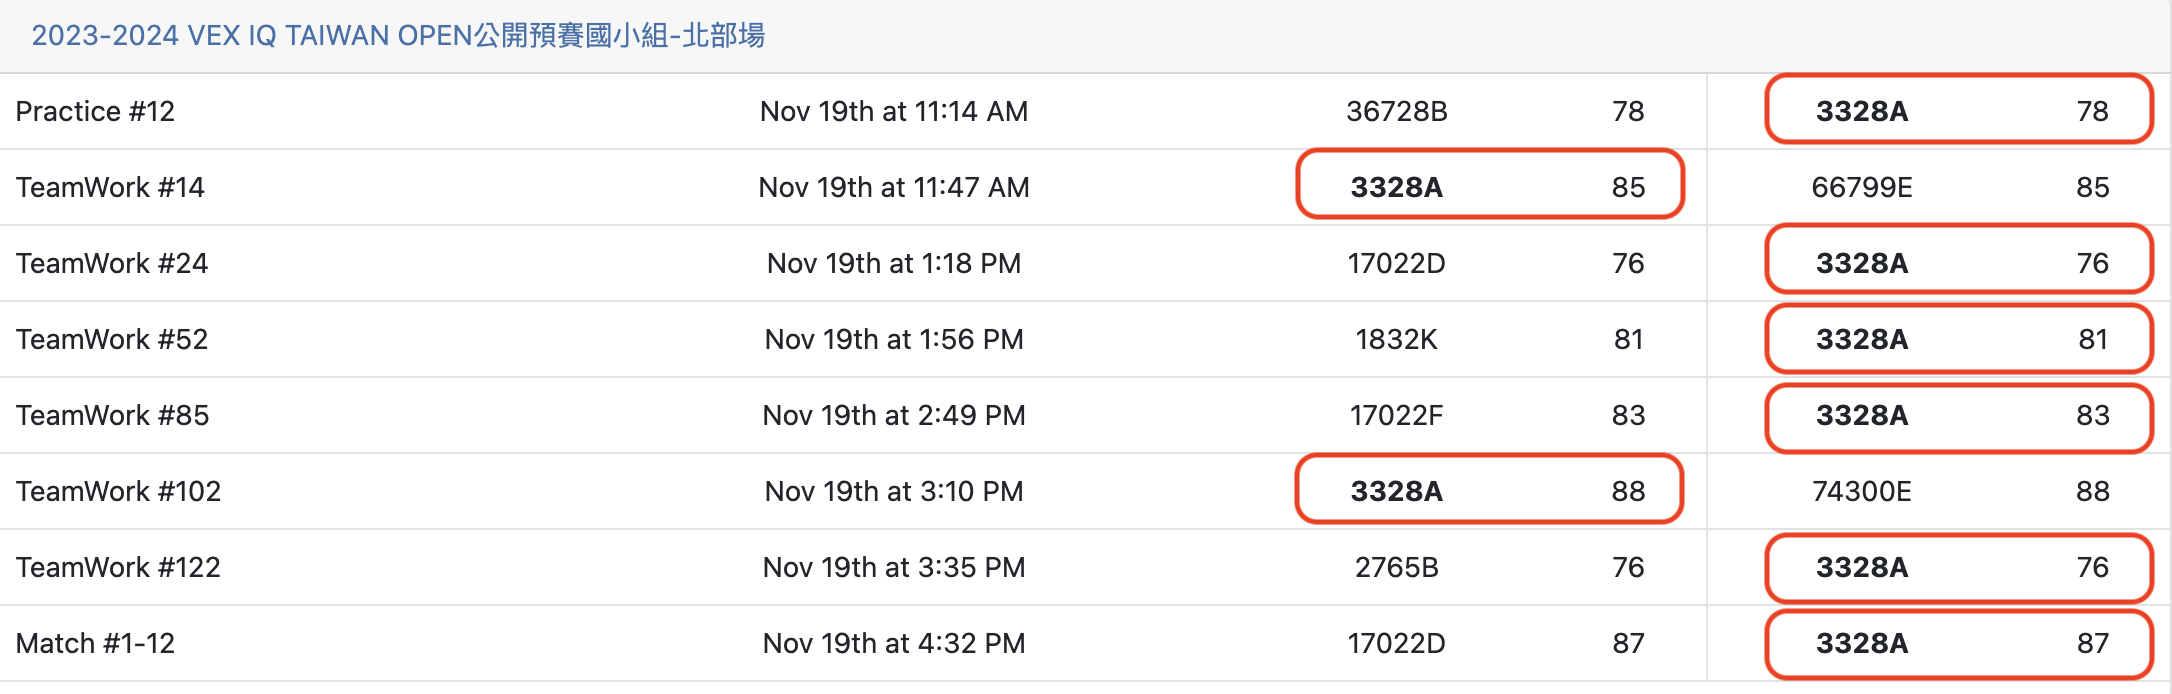 2023-2024 VEX IQ TAIWAN OPEN公開預賽國小組-北部場
Practice #12 Nov 19th at 11:14 AM 36728B 78 3328A 78
TeamWork #14 Nov 19th at 11:47 AM 3328A 85 66799E 85
TeamWork #24 Nov 19th at 1:18 PM 17022D 76 3328A 76
TeamWork #52 Nov 19th at 1:56 PM 1832K 81 3328A 81
TeamWork #85 Nov 19th at 2:49 PM 17022F 83 3328A 83
TeamWork #102 Nov 19th at 3:10 PM 3328A 88 74300E 88
TeamWork #122 Nov 19th at 3:35 PM 2765B 76 3328A 76
Match #1-12 Nov 19th at 4:32 PM 17022D 87 3328A 87